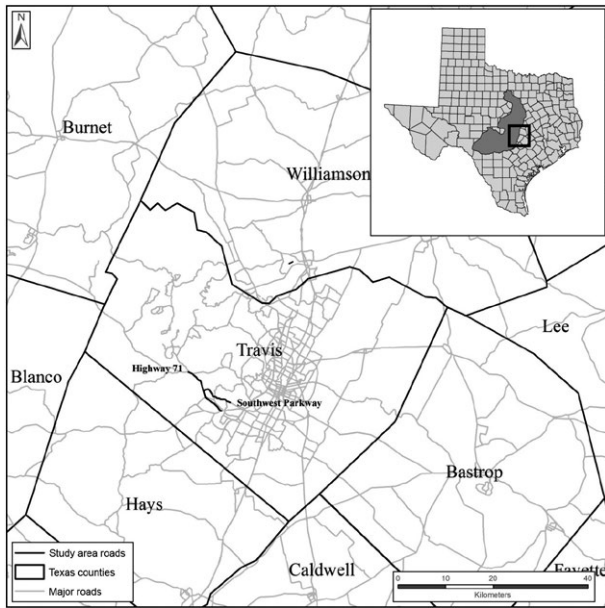 N
Burnet
Williamson
Lee
Travis
Highway 71
Blanco
Southwest Parkway
Bastrop
Hays
Study area roads
Texas counties
Major roads
Caldwell
Fayette
0 10 20 40
Kilometers